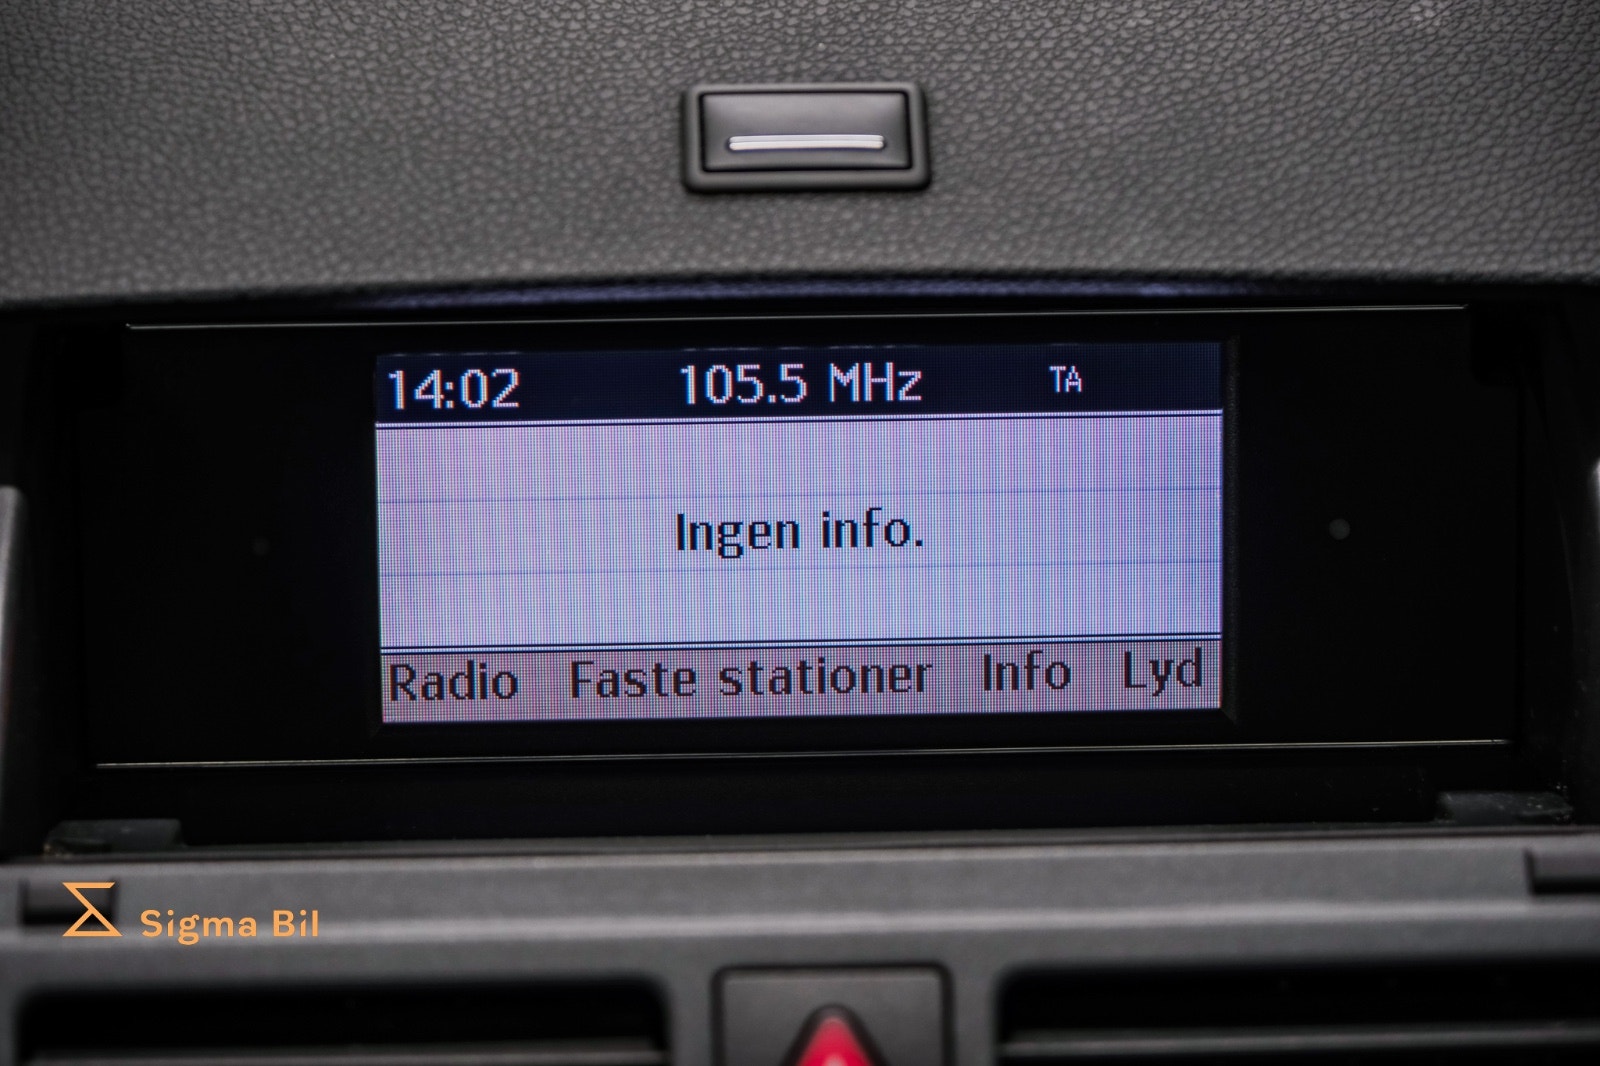 14:02 105.5 MHz TA
Ingen info.
Radio Faste stationer Info Lyd
Sigma Bil